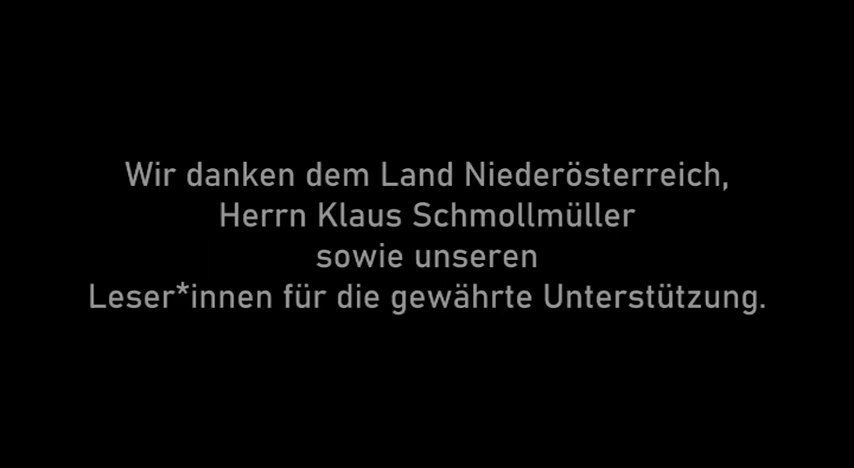 Wir danken dem Land Niederösterreich,
Herrn Klaus Schmollmüller
sowie unseren
Leser*innen für die gewährte Unterstützung.